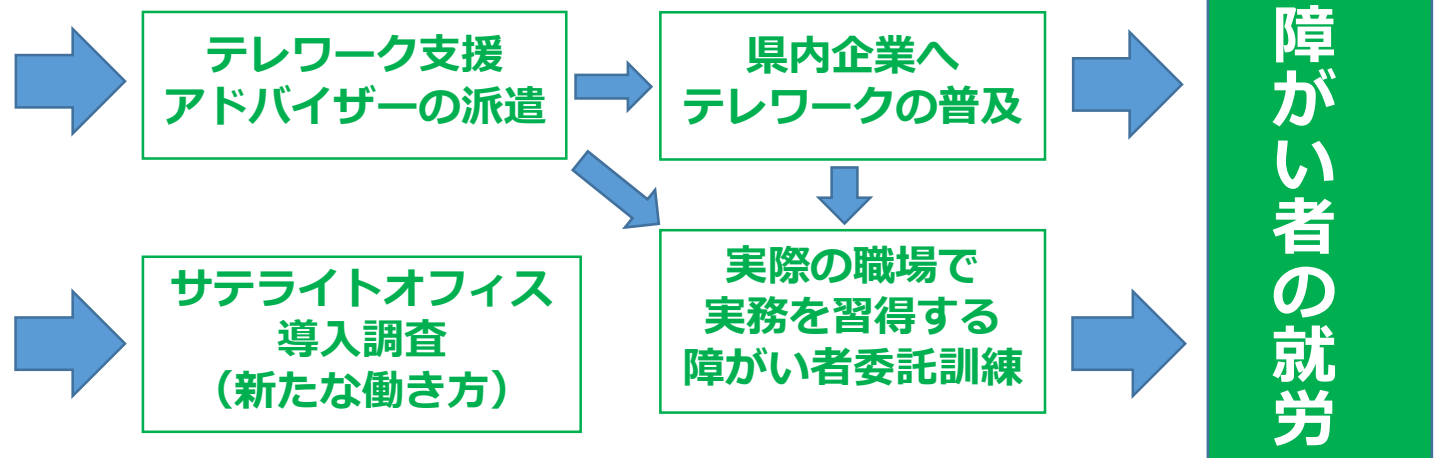 テレワーク支援
アドバイザーの派遣
県内企業へ
テレワークの普及
サテライトオフィス
導入調査
（新たな働き方）
実際の職場で
実務を習得する
障がい者委託訓練
障がい者の就労